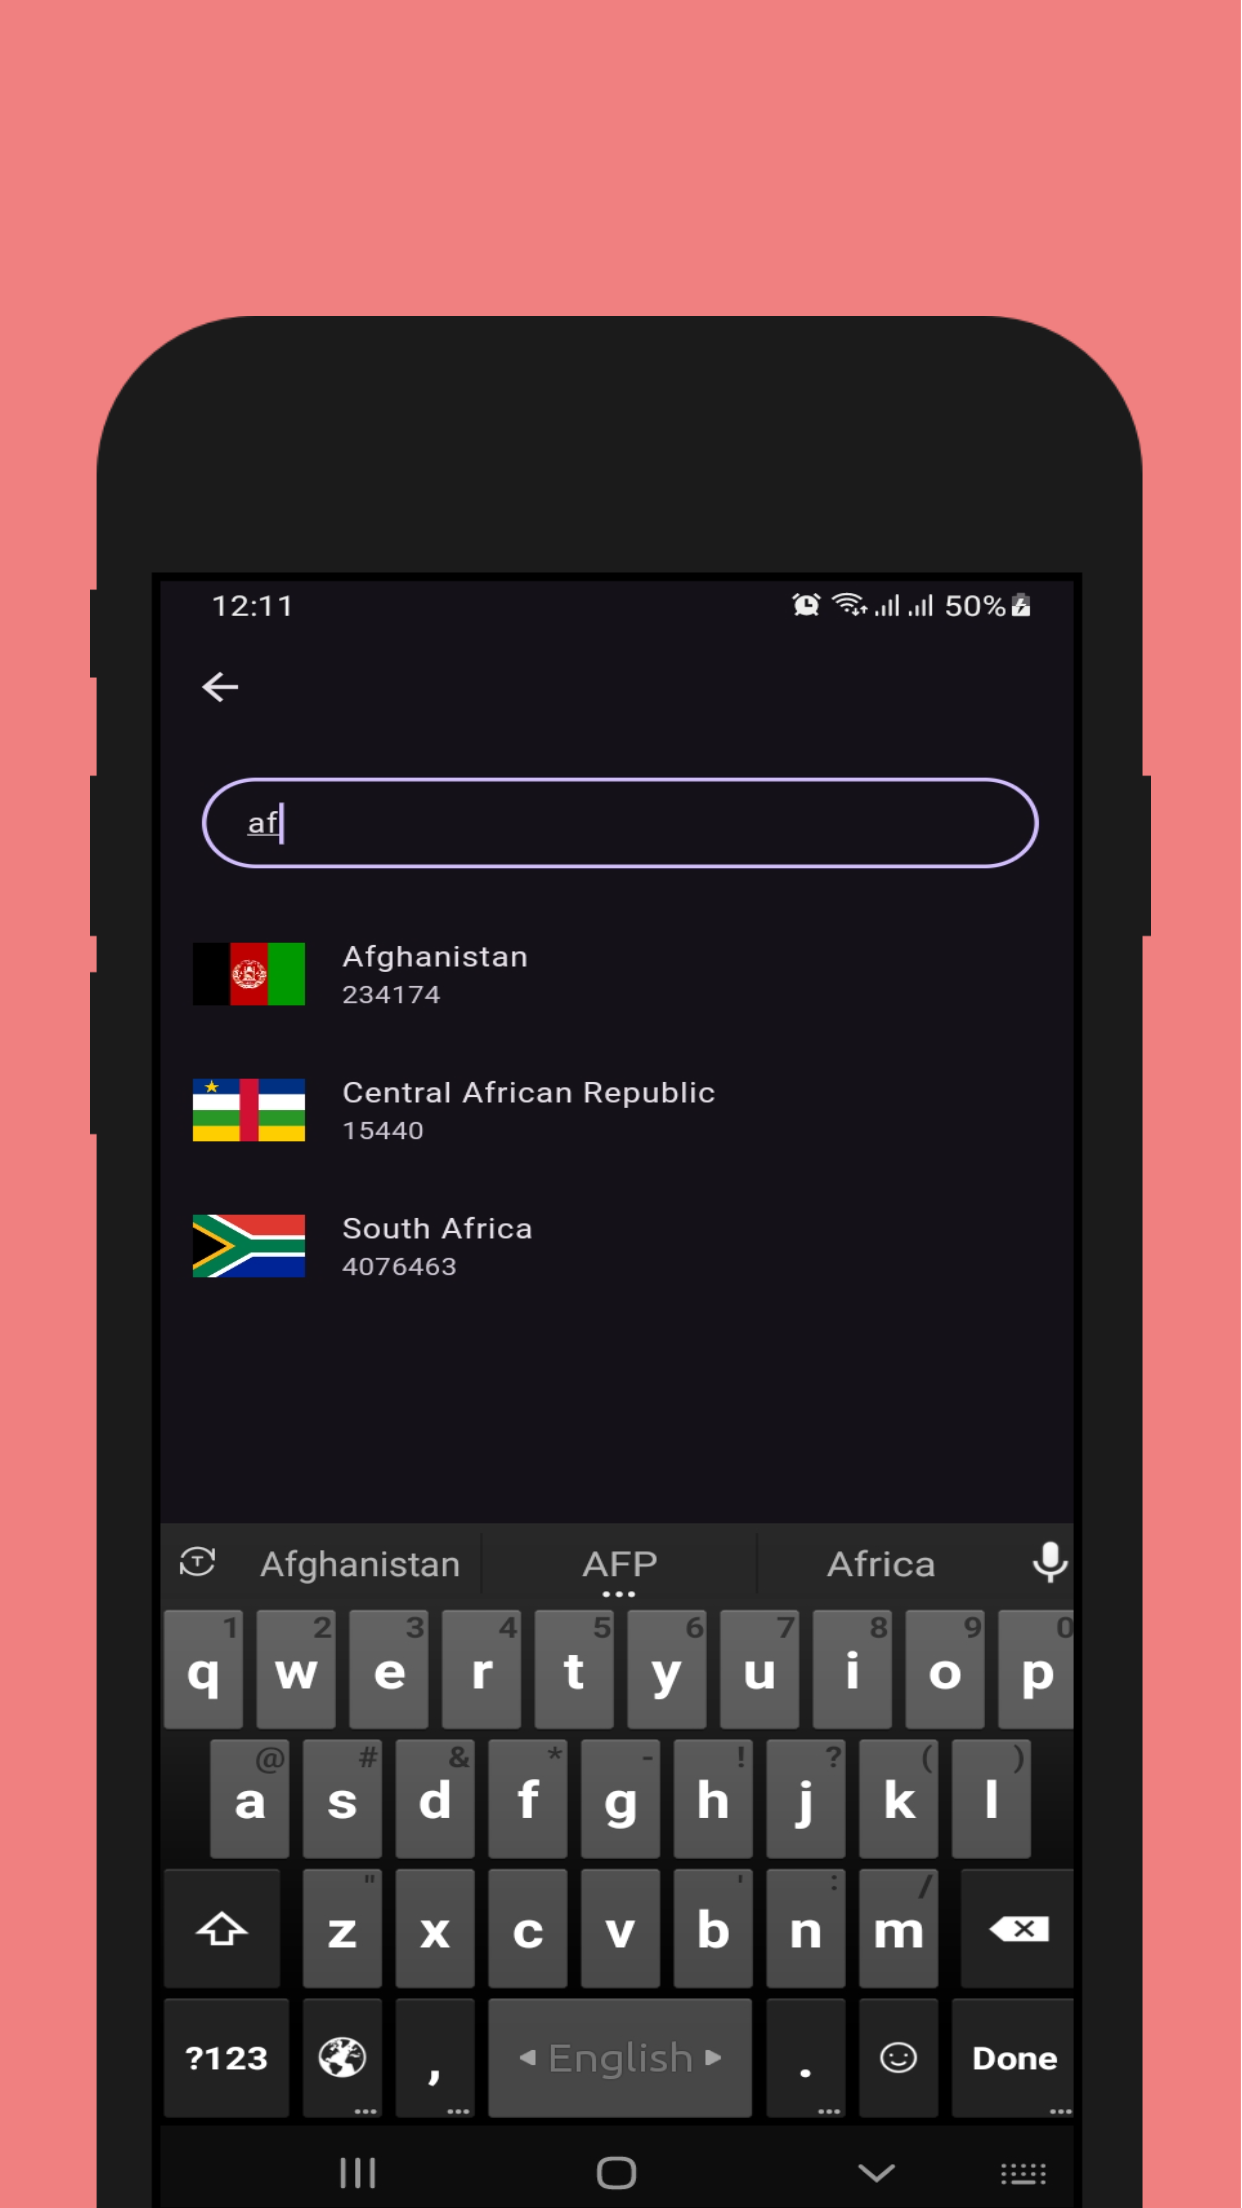 12:11 50%
af
Afghanistan
234174
Central African Republic
15440
South Africa
4076463
Afghanistan AFP Africa
1 2 3 4 5 6 7 8 9 0
q w e r t y u i o p
@ # & * - ! ? ( )
a s d f g h j k l
" ' : /
z x c v b n m
?123 , English . Done